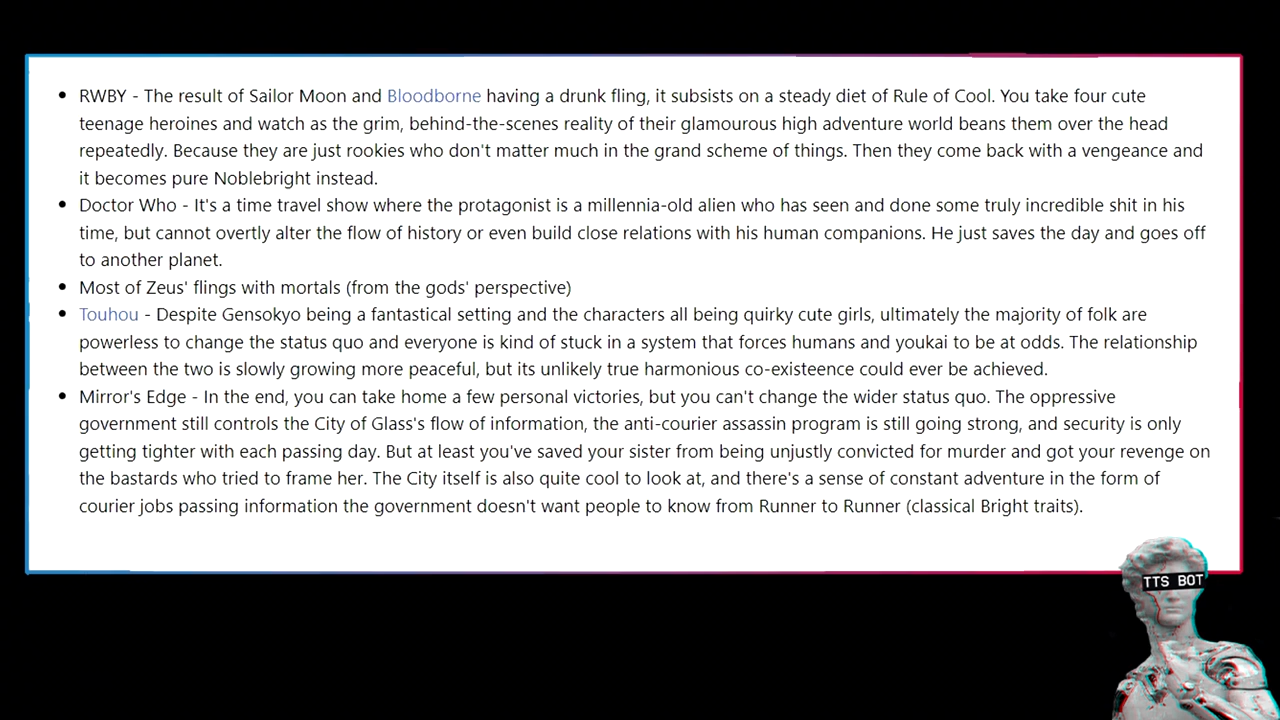 • RWBY - The result of Sailor Moon and Bloodborne having a drunk fling, it subsists on a steady diet of Rule of Cool. You take four cute
teenage heroines and watch as the grim, behind-the-scenes reality of their glamourous high adventure world beans them over the head
repeatedly. Because they are just rookies who don't matter much in the grand scheme of things. Then they come back with a vengeance and
it becomes pure Noblebright instead.
• Doctor Who - It's a time travel show where the protagonist is a millennia-old alien who has seen and done some truly incredible shit in his
time, but cannot overtly alter the flow of history or even build close relations with his human companions. He just saves the day and goes off
to another planet.
• Most of Zeus' flings with mortals (from the gods' perspective)
• Touhou - Despite Gensokyo being a fantastical setting and the characters all being quirky cute girls, ultimately the majority of folk are
powerless to change the status quo and everyone is kind of stuck in a system that forces humans and youkai to be at odds. The relationship
between the two is slowly growing more peaceful, but its unlikely true harmonious co-existeence could ever be achieved.
• Mirror's Edge - In the end, you can take home a few personal victories, but you can't change the wider status quo. The oppressive
government still controls the City of Glass's flow of information, the anti-courier assassin program is still going strong, and security is only
getting tighter with each passing day. But at least you've saved your sister from being unjustly convicted for murder and got your revenge on
the bastards who tried to frame her. The City itself is also quite cool to look at, and there's a sense of constant adventure in the form of
courier jobs passing information the government doesn't want people to know from Runner to Runner (classical Bright traits).
TTS BOT